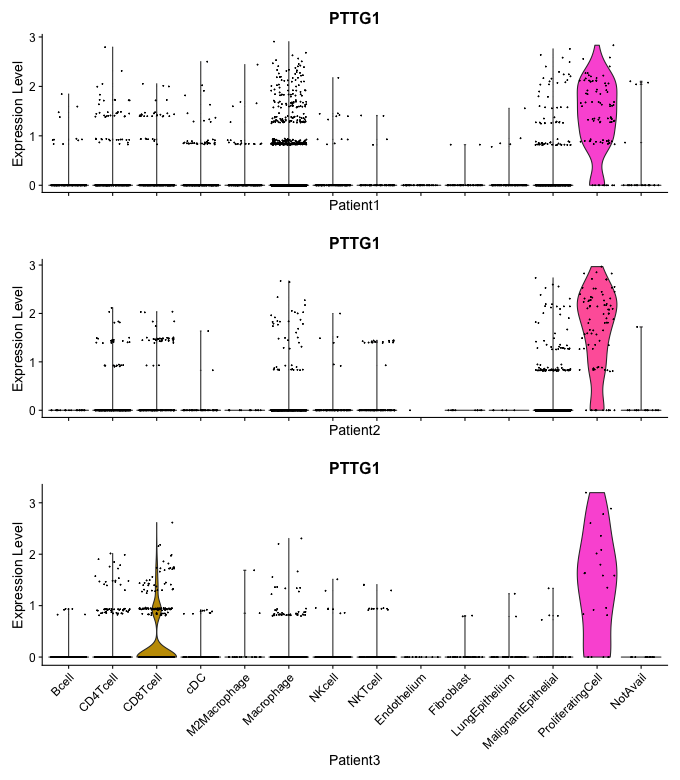 PTTG1
Expression Level
3
2
1
0
Patient1
PTTG1
Expression Level
3
2
1
0
Patient2
PTTG1
Expression Level
3
2
1
0
Bcell
CD4Tcell
CD8Tcell
cDC
M2Macrophage
Macrophage
NKcell
NKTcell
Endothelium
Fibroblast
LungEpithelium
MalignantEpithelial
ProliferatingCell
NotAvail
Patient3